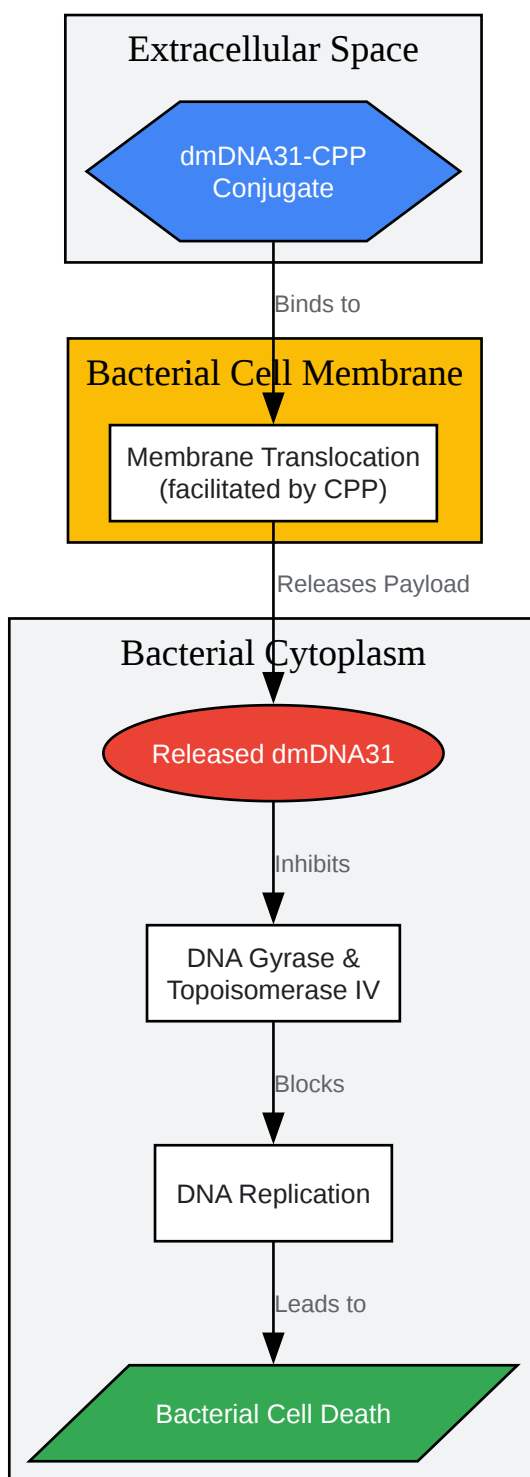 Extracellular Space
dmDNA31-CPP
Conjugate
Binds to
Bacterial Cell Membrane
Membrane Translocation
(facilitated by CPP)
Releases Payload
Bacterial Cytoplasm
Released dmDNA31
Inhibits
DNA Gyrase &
Topoisomerase IV
Blocks
DNA Replication
Leads to
Bacterial Cell Death